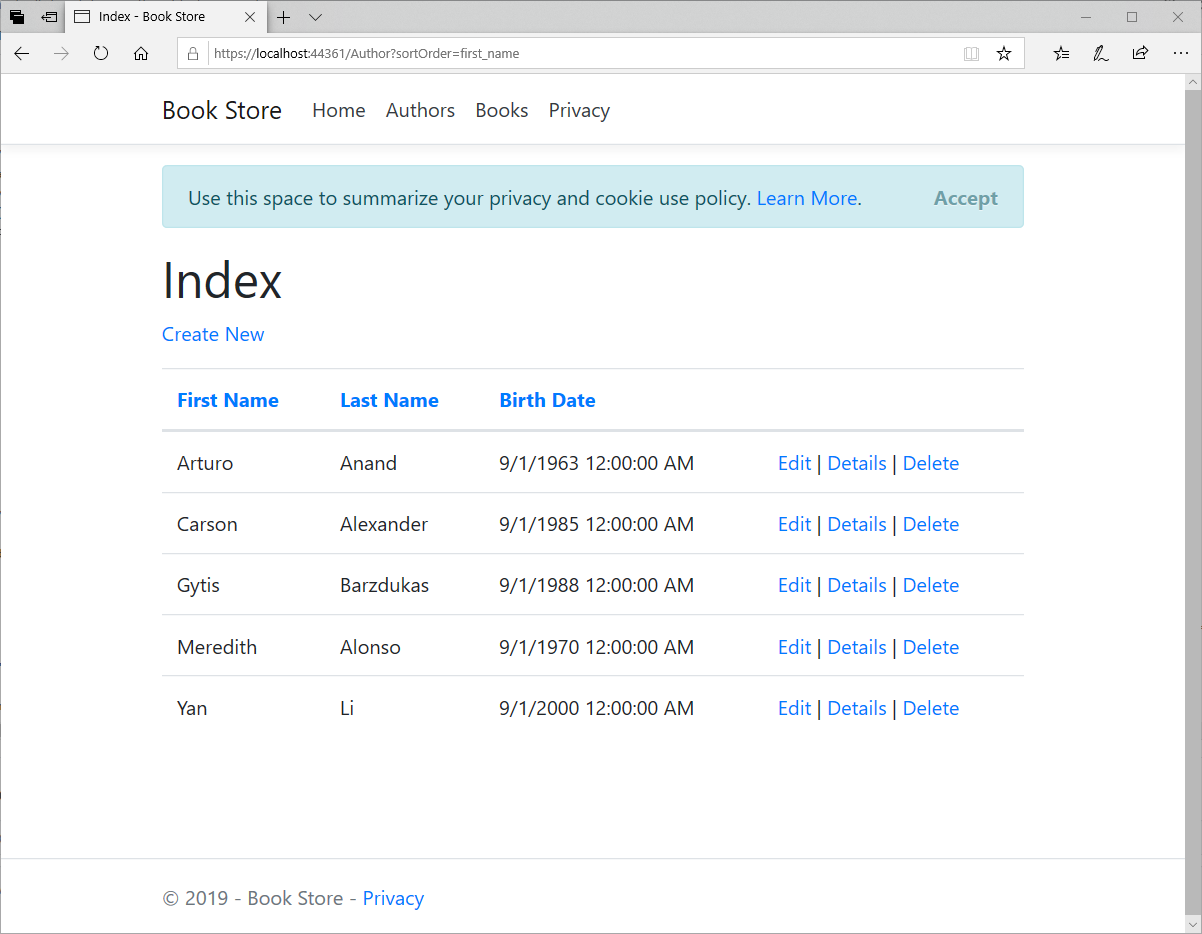 Index - Book Store
https://localhost:44361/Author?sortOrder=first_name
Book Store Home Authors Books Privacy
Use this space to summarize your privacy and cookie use policy. Learn More. Accept
Index
Create New
First Name Last Name Birth Date
Arturo Anand 9/1/1963 12:00:00 AM Edit | Details | Delete
Carson Alexander 9/1/1985 12:00:00 AM Edit | Details | Delete
Gytis Barzdukas 9/1/1988 12:00:00 AM Edit | Details | Delete
Meredith Alonso 9/1/1970 12:00:00 AM Edit | Details | Delete
Yan Li 9/1/2000 12:00:00 AM Edit | Details | Delete
© 2019 - Book Store - Privacy